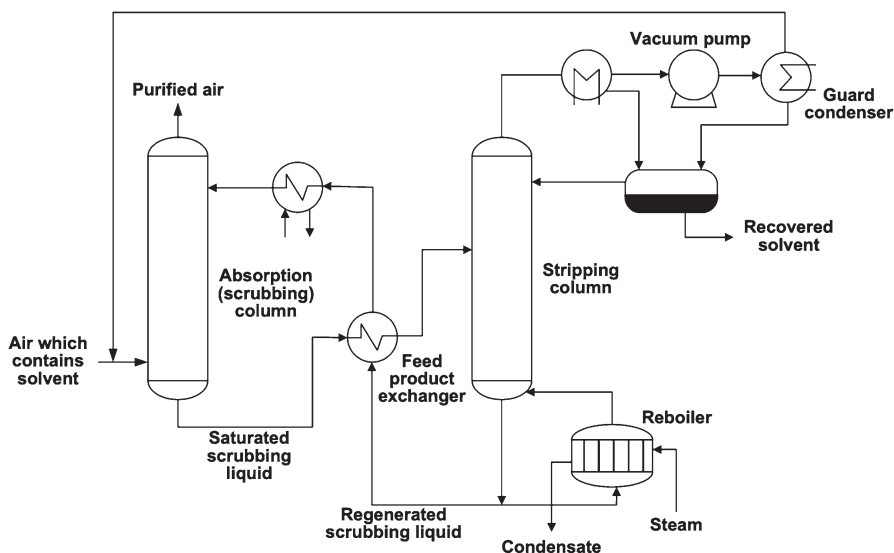 Vacuum pump
Purified air
Guard
condenser
Recovered
solvent
Absorption
(scrubbing)
column
Stripping
column
Air which
contains
solvent
Feed
product
exchanger
Reboiler
Saturated
scrubbing
liquid
Regenerated
scrubbing liquid
Steam
Condensate